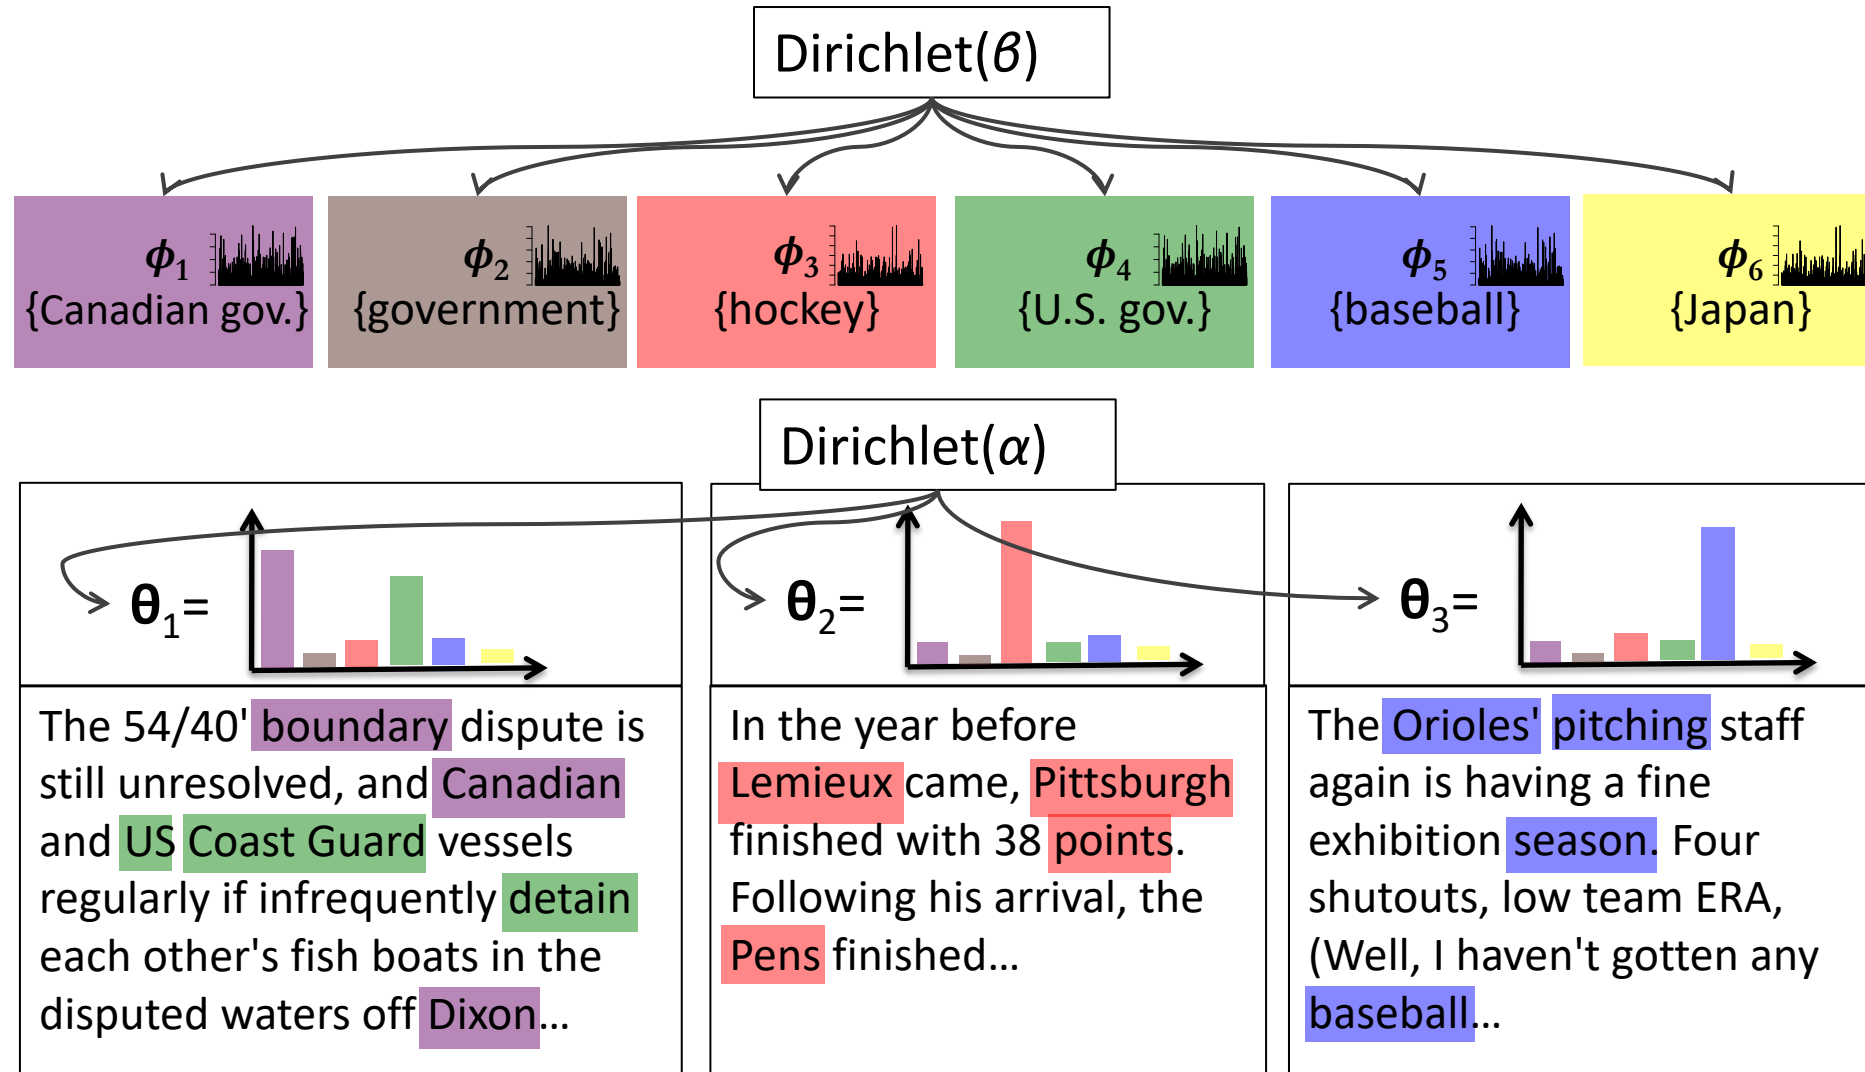 Dirichlet(β)
ϕ1 ϕ2 ϕ3 ϕ4 ϕ5 ϕ6
{Canadian gov.} {government} {hockey} {U.S. gov.} {baseball} {Japan}
Dirichlet(α)
θ1=
The 54/40' boundary dispute is
still unresolved, and Canadian
and US Coast Guard vessels
regularly if infrequently detain
each other's fish boats in the
disputed waters off Dixon...
θ2=
In the year before
Lemieux came, Pittsburgh
finished with 38 points.
Following his arrival, the
Pens finished...
θ3=
The Orioles' pitching staff
again is having a fine
exhibition season. Four
shutouts, low team ERA,
(Well, I haven't gotten any
baseball...